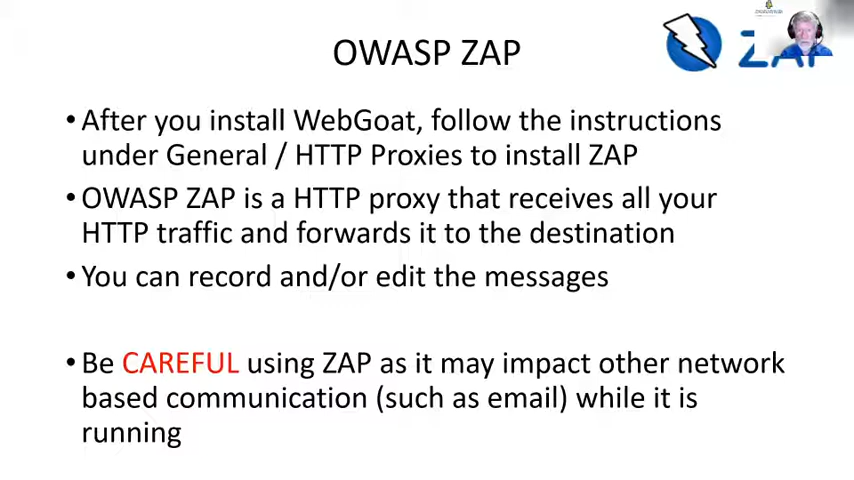 OWASP ZAP
• After you install WebGoat, follow the instructions
under General / HTTP Proxies to install ZAP
• OWASP ZAP is a HTTP proxy that receives all your
HTTP traffic and forwards it to the destination
• You can record and/or edit the messages
• Be CAREFUL using ZAP as it may impact other network
based communication (such as email) while it is
running